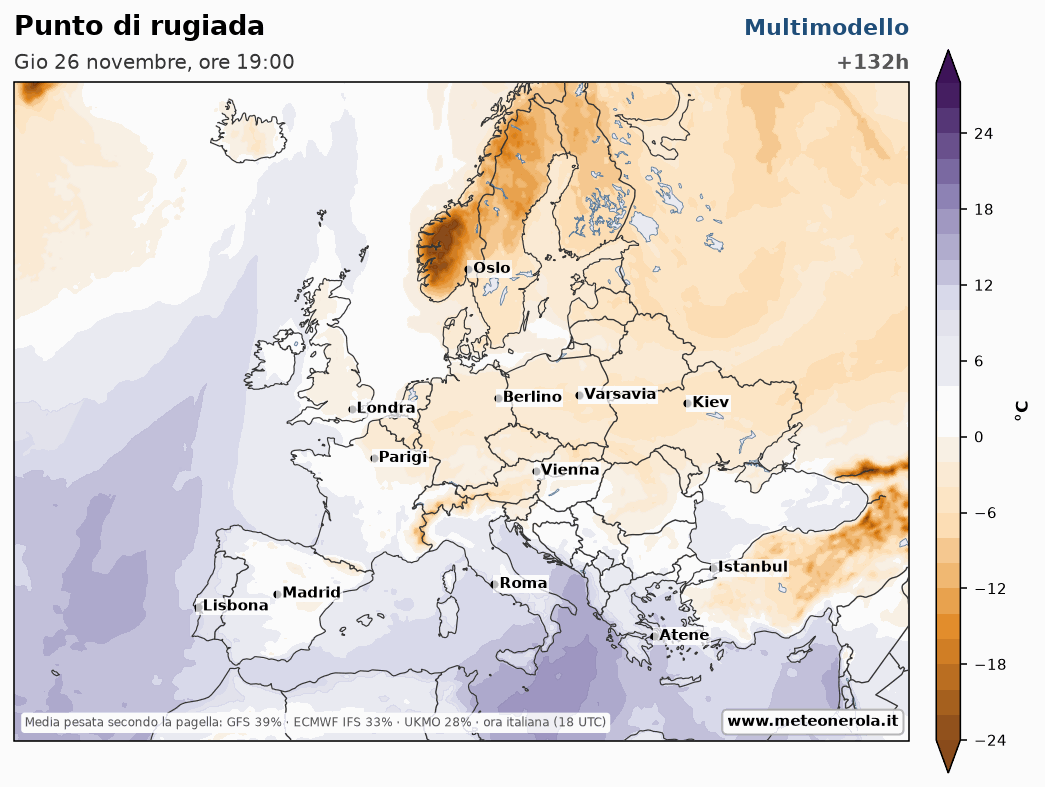 Punto di rugiada
Multimodello
Gio 26 novembre, ore 19:00
+132h
24
18
12
6
0
−6
−12
−18
−24
°C
Oslo
Londra
Berlino
Varsavia
Kiev
Parigi
Vienna
Istanbul
Roma
Madrid
Lisbona
Atene
Media pesata secondo la pagella: GFS 39% · ECMWF IFS 33% · UKMO 28% · ora italiana (18 UTC)
www.meteonerola.it